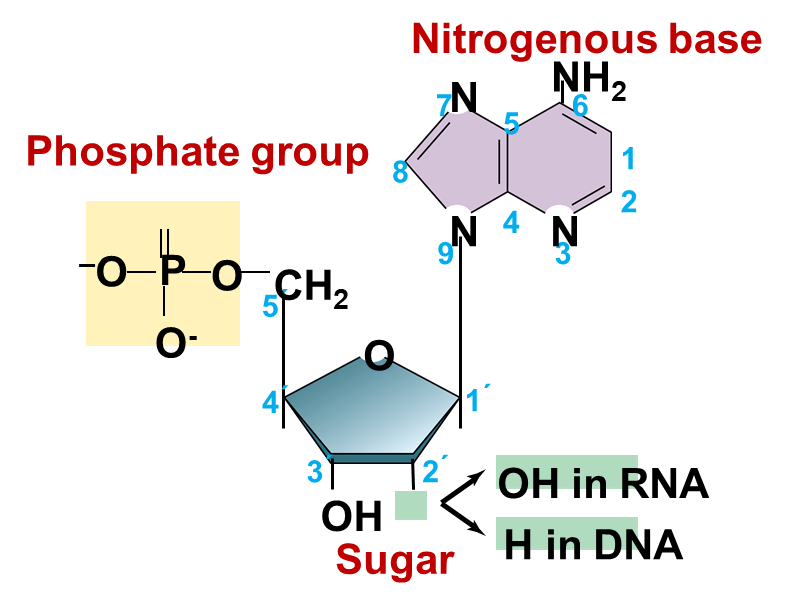 Nitrogenous base
NH2
7 N 6
5
Phosphate group
8 1
2
N 4 N
9 3
–O P O CH2
5´
O-
O
4´ 1´
3´ 2´
OH
OH in RNA
H in DNA
Sugar